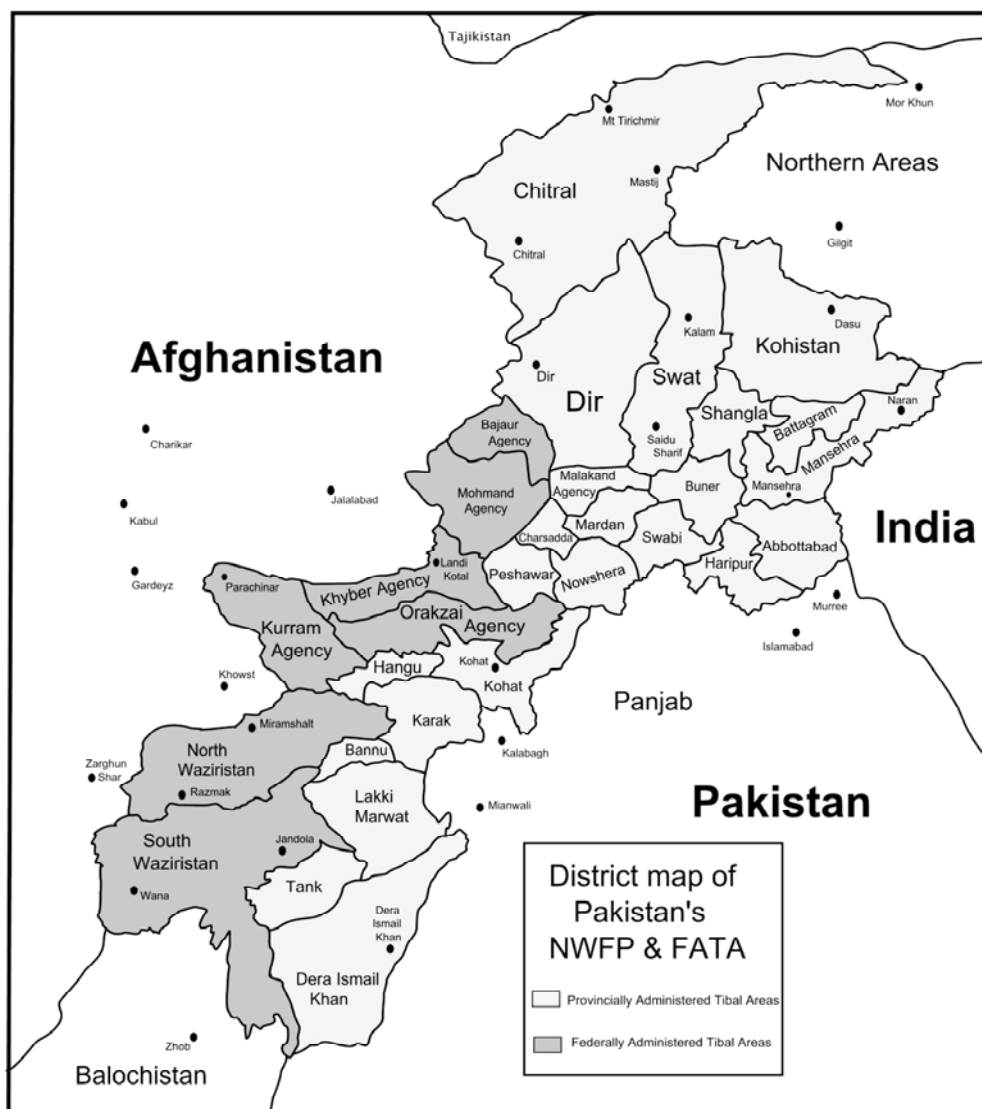 Tajikistan
Mor Khun
Mt Tirichmir
Northern Areas
Mastij
Chitral
Gilgit
Chitral
Dasu
Kalam
Kohistan
Afghanistan
Dir
Swat
Dir
Naran
Shangla
Battagram
Bajaur
Agency
Saidu
Sharif
Mansehra
Charikar
Malakand
Agency
Buner
Mansehra
Jalalabad
Mohmand
Agency
Kabul
India
Mardan
Charsadda
Swabi
Abbottabad
Landi
Kotal
Haripur
Peshawar
Nowshera
Gardeyz
Parachinar
Khyber Agency
Murree
Orakzai
Agency
Islamabad
Kurram
Agency
Hangu
Kohat
Kohat
Khowst
Panjab
Karak
Miramshalt
Kalabagh
Bannu
North
Waziristan
Zarghun
Shar
Razmak
Lakki
Marwat
Mianwali
Pakistan
South
Waziristan
Jandola
Tank
Wana
Dera
Ismail
Khan
Dera Ismail
Khan
District map of
Pakistan's
NWFP & FATA
Provincially Administered Tibal Areas
Federally Administered Tibal Areas
Zhob
Balochistan